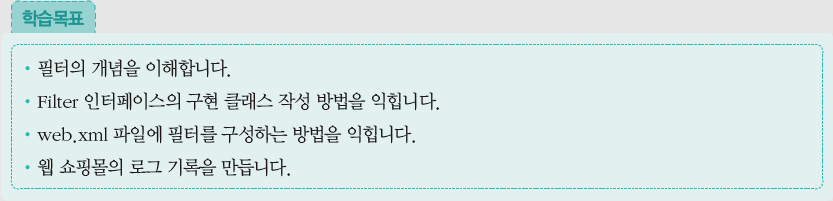 학습목표
• 필터의 개념을 이해합니다.
• Filter 인터페이스의 구현 클래스 작성 방법을 익힙니다.
• web.xml 파일에 필터를 구성하는 방법을 익힙니다.
• 웹 쇼핑몰의 로그 기록을 만듭니다.